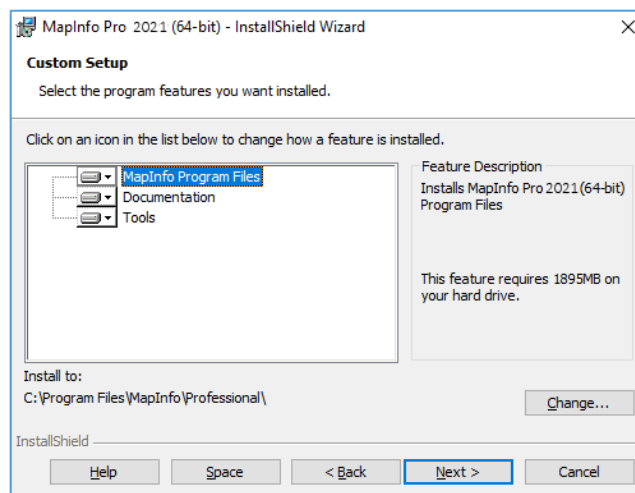 MapInfo Pro 2021 (64-bit) - InstallShield Wizard
Custom Setup
Select the program features you want installed.
Click on an icon in the list below to change how a feature is installed.
MapInfo Program Files
Documentation
Tools
Feature Description
Installs MapInfo Pro 2021 (64-bit)
Program Files
This feature requires 1895MB on
your hard drive.
Install to:
C:\Program Files\MapInfo\Professional\
Change...
InstallShield
Help
Space
< Back
Next >
Cancel